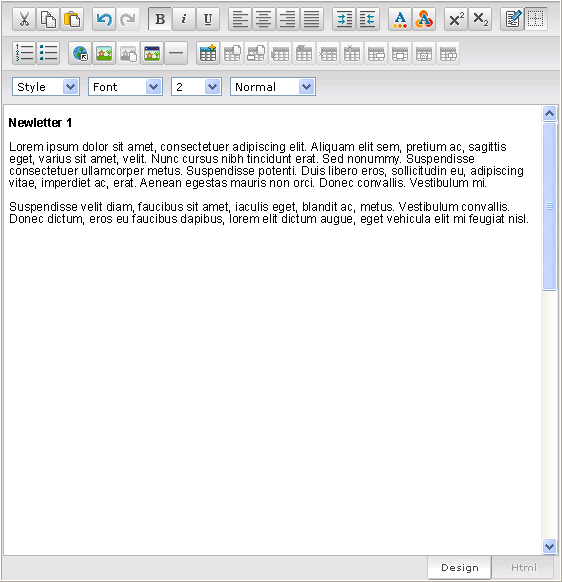 B i U
x² x₂
Style Font 2 Normal
Newletter 1
Lorem ipsum dolor sit amet, consectetuer adipiscing elit. Aliquam elit sem, pretium ac, sagittis
eget, varius sit amet, velit. Nunc cursus nibh tincidunt erat. Sed nonummy. Suspendisse
consectetuer ullamcorper metus. Suspendisse potenti. Duis libero eros, sollicitudin eu, adipiscing
vitae, imperdiet ac, erat. Aenean egestas mauris non orci. Donec convallis. Vestibulum mi.
Suspendisse velit diam, faucibus sit amet, iaculis eget, blandit ac, metus. Vestibulum convallis.
Donec dictum, eros eu faucibus dapibus, lorem elit dictum augue, eget vehicula elit mi feugiat nisl.
Design Html